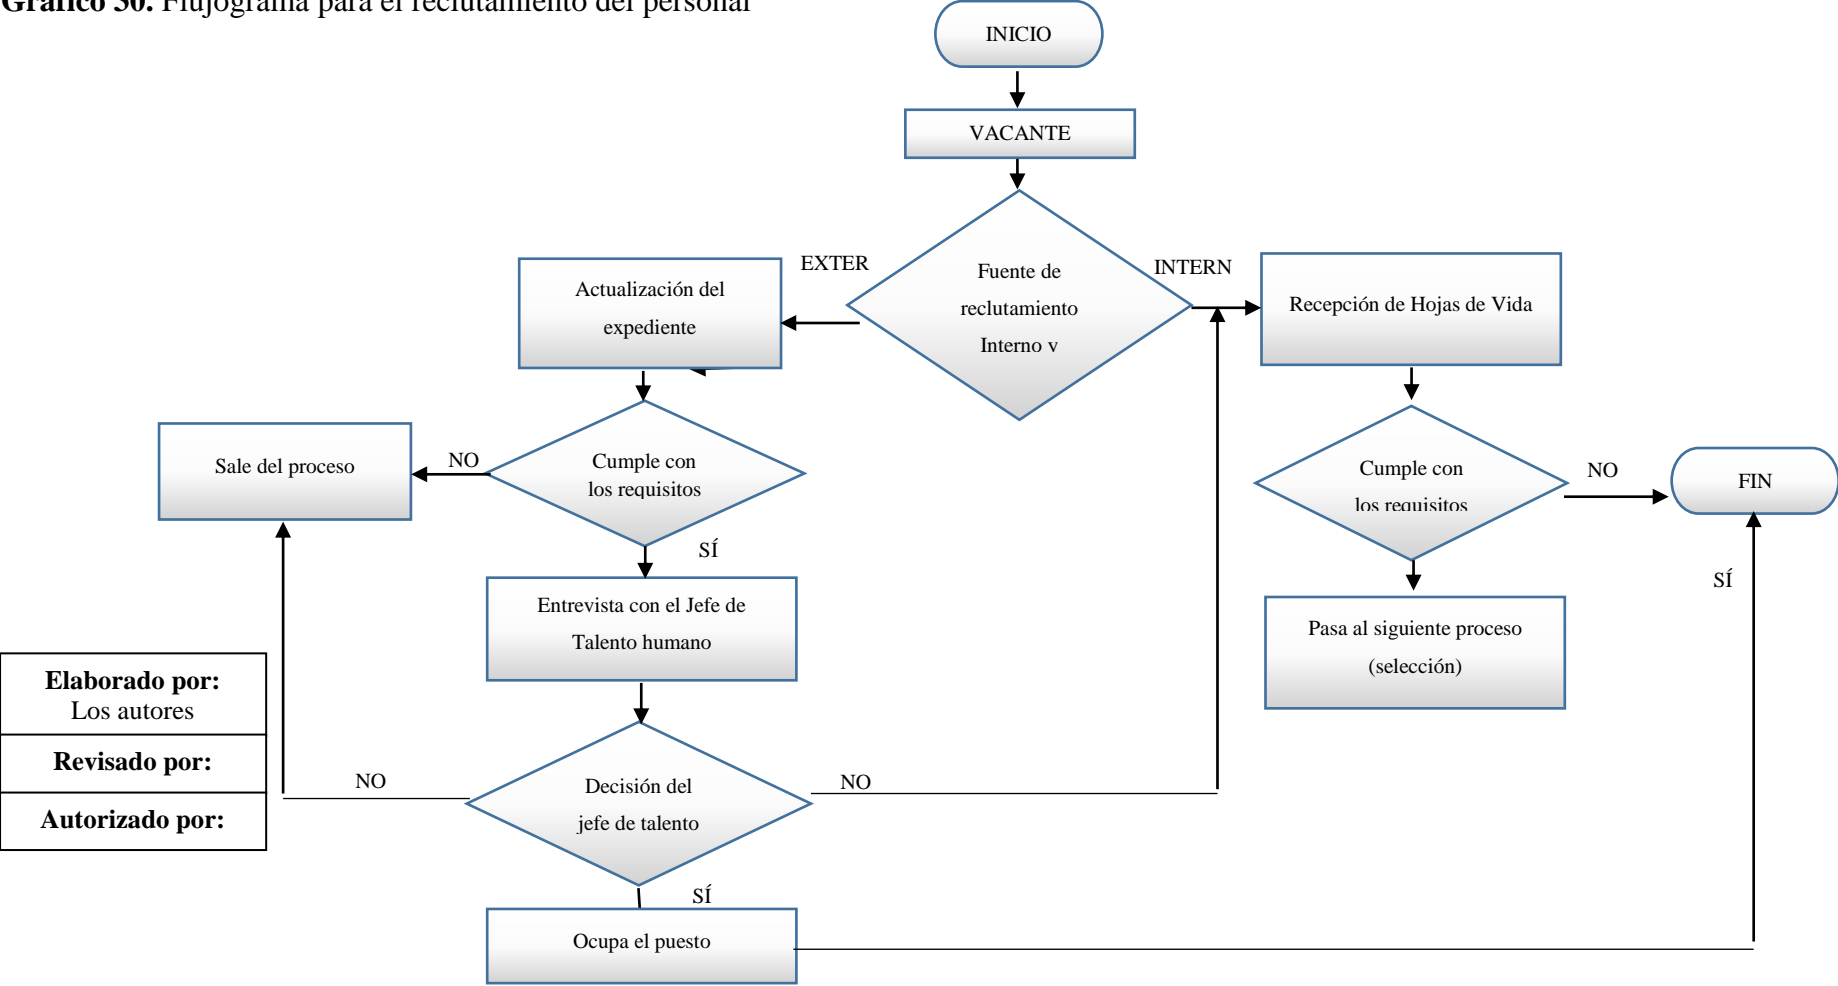 Gráfico 30. Flujograma para el reclutamiento del personal
INICIO
VACANTE
EXTER
Fuente de
reclutamiento
Interno v
INTERN
Actualización del
expediente
Recepción de Hojas de Vida
Sale del proceso
NO
Cumple con
los requisitos
SÍ
Cumple con
los requisitos
NO
FIN
SÍ
Entrevista con el Jefe de
Talento humano
Pasa al siguiente proceso
(selección)
Elaborado por:
Los autores
Revisado por:
Autorizado por:
NO
Decisión del
jefe de talento
NO
SÍ
Ocupa el puesto